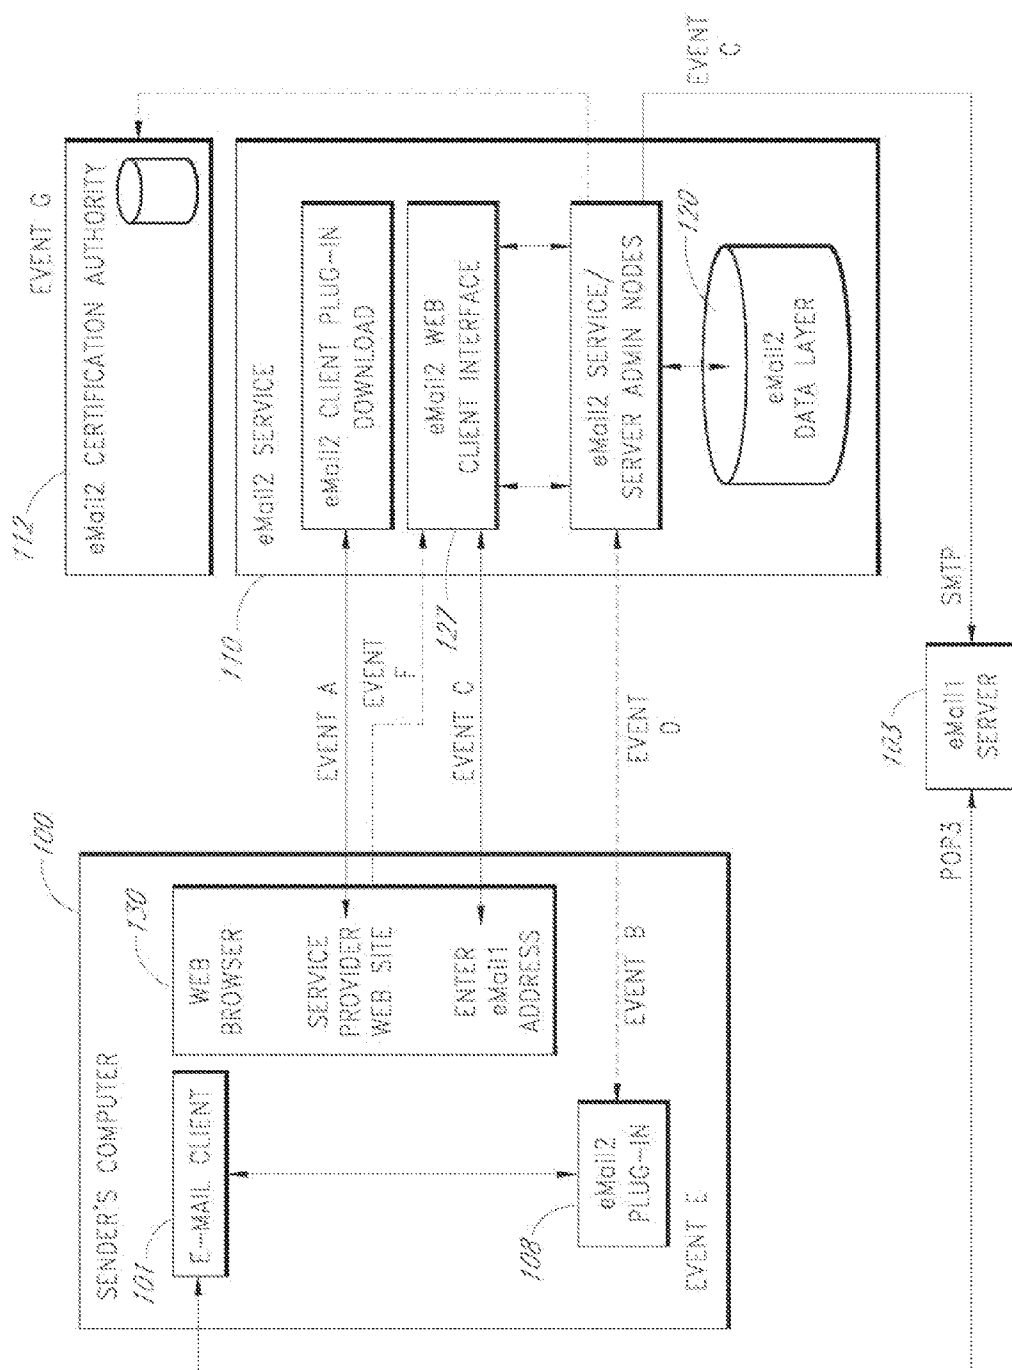 SENDER'S COMPUTER
100
101
E-MAIL CLIENT
130
WEB
BROWSER
SERVICE
PROVIDER
WEB SITE
ENTER
eMail1
ADDRESS
108
eMail2
PLUG-IN
EVENT E
EVENT B
EVENT A
EVENT
F
EVENT C
EVENT
D
112
EVENT G
eMail2 CERTIFICATION AUTHORITY
110
eMail2 SERVICE
eMail2 CLIENT PLUG-IN
DOWNLOAD
127
eMail2 WEB
CLIENT INTERFACE
eMail2 SERVICE/
SERVER ADMIN NODES
120
eMail2
DATA LAYER
EVENT
C
POP3
103
eMail1
SERVER
SMTP